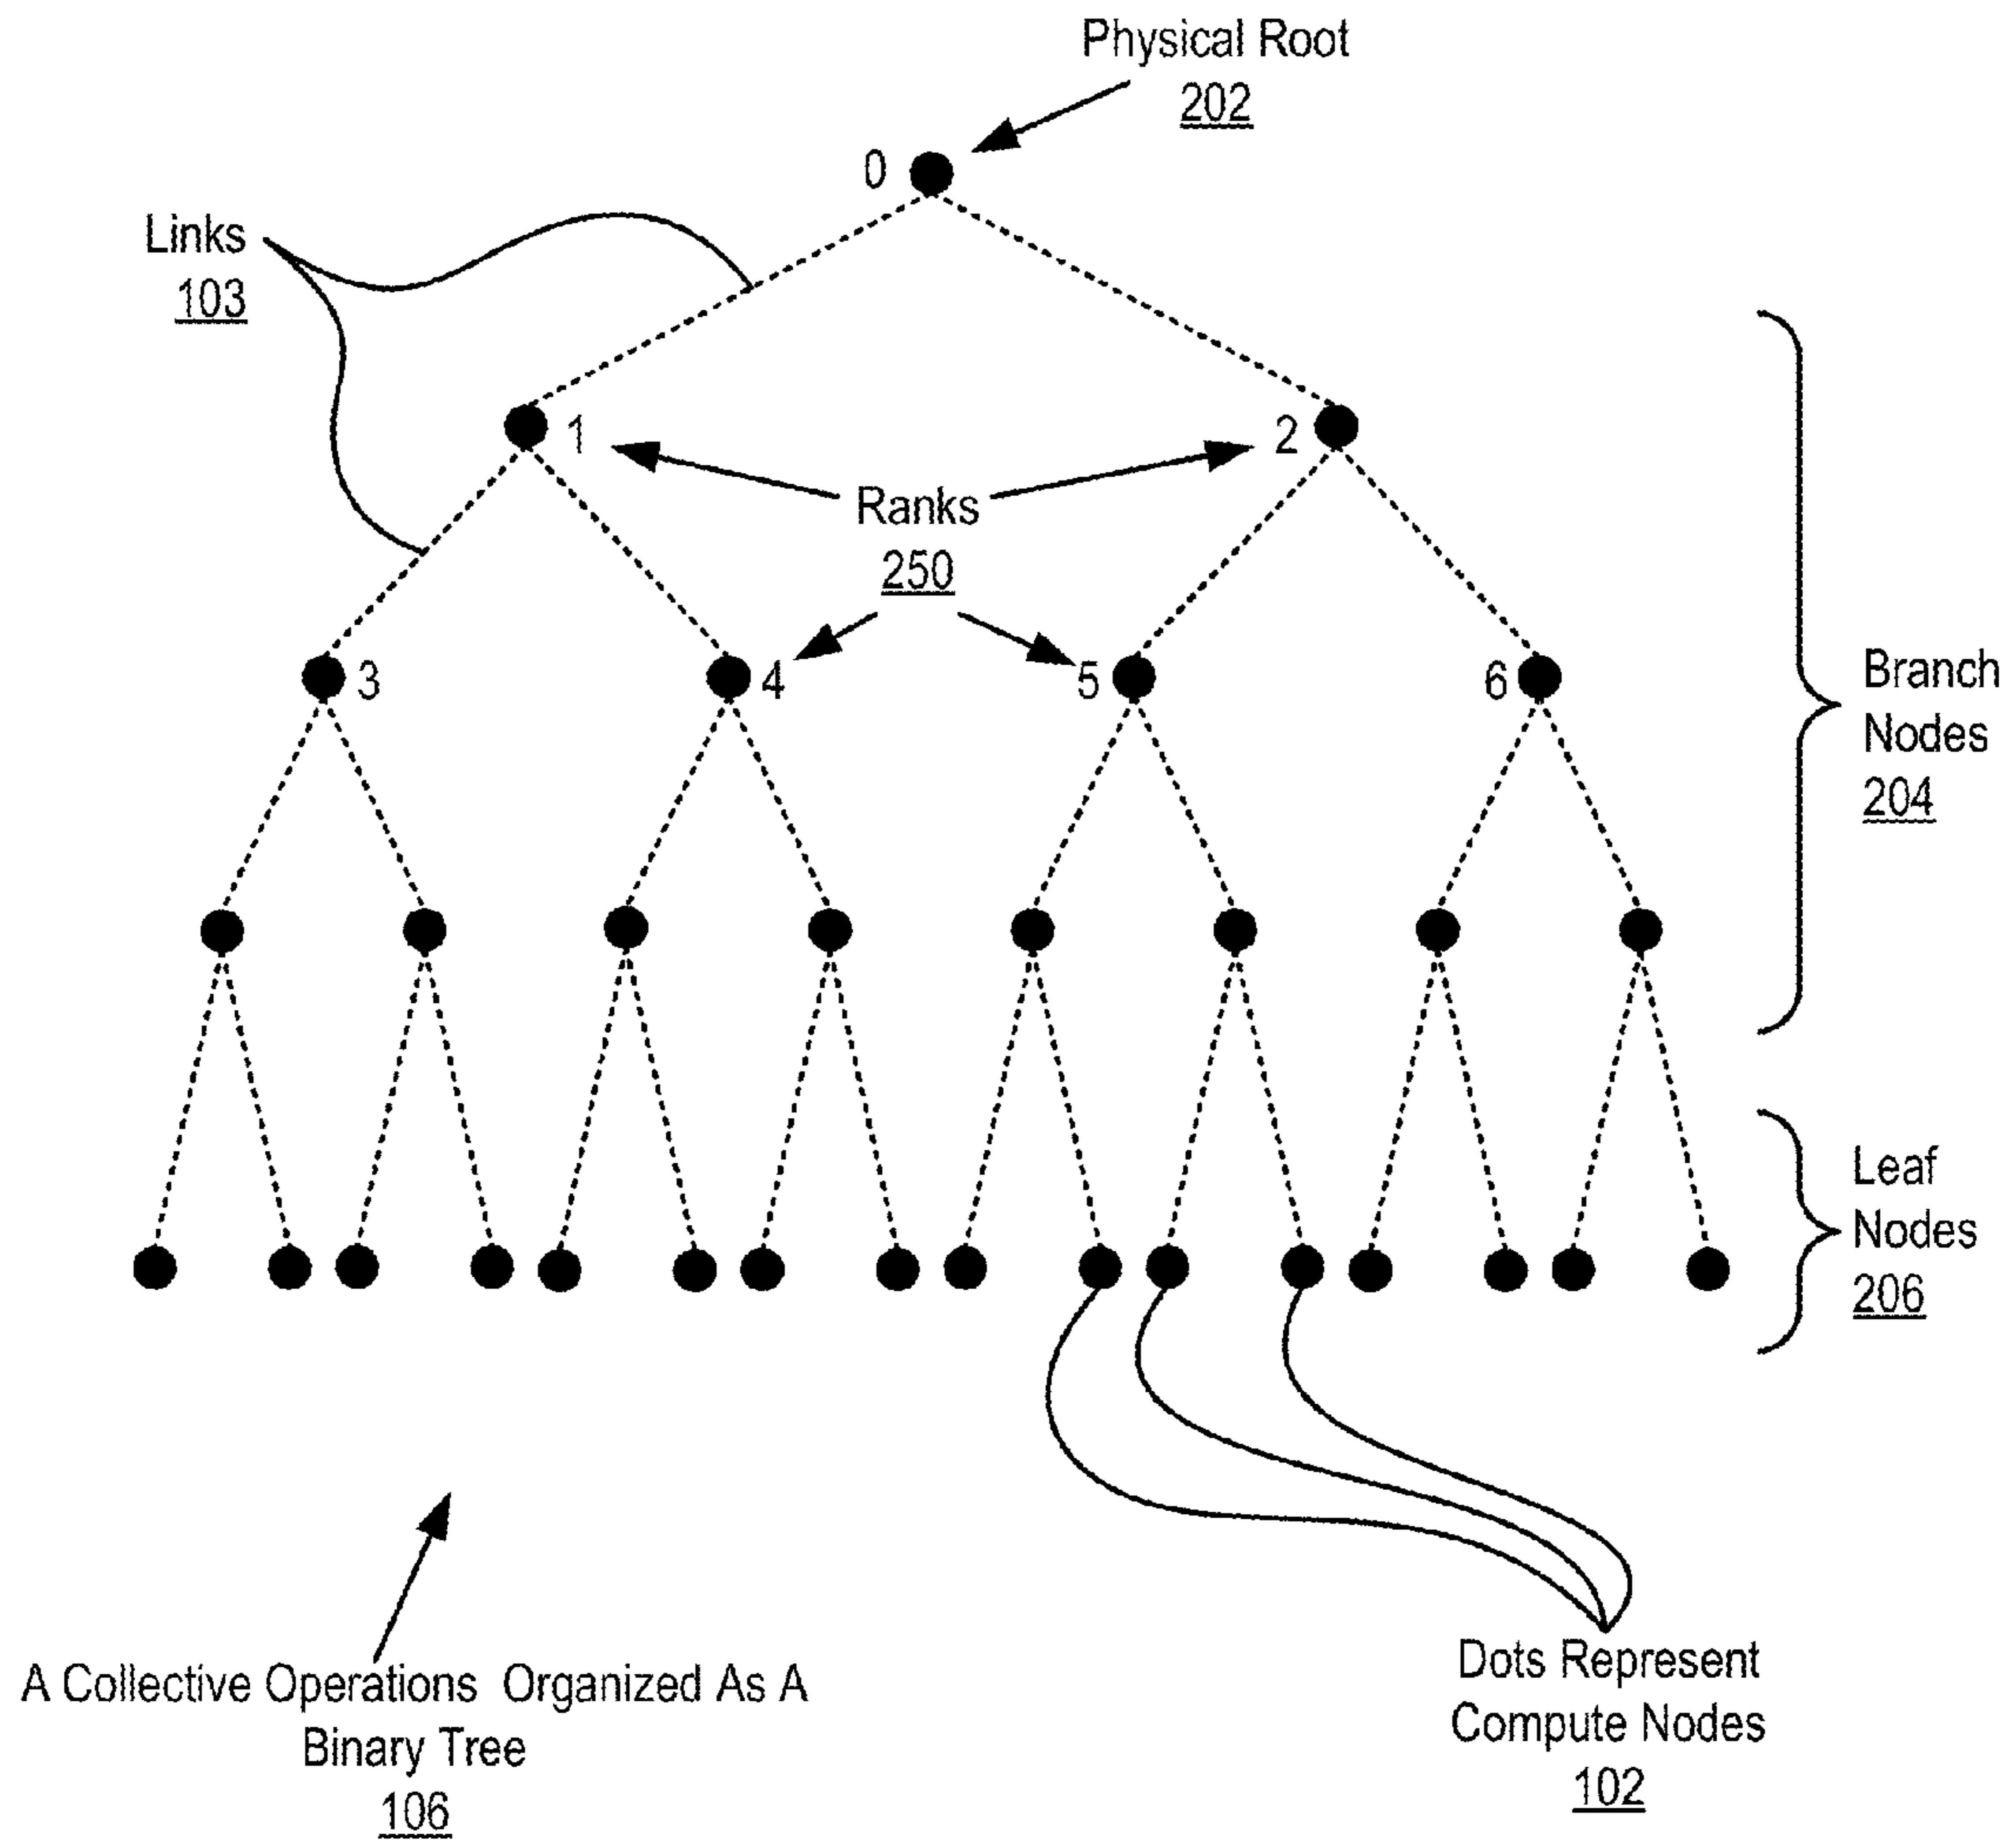 Physical Root
202
0
Links
103
1
2
Ranks
250
3
4
5
6
Branch
Nodes
204
Leaf
Nodes
206
A Collective Operations Organized As A
Binary Tree
106
Dots Represent
Compute Nodes
102